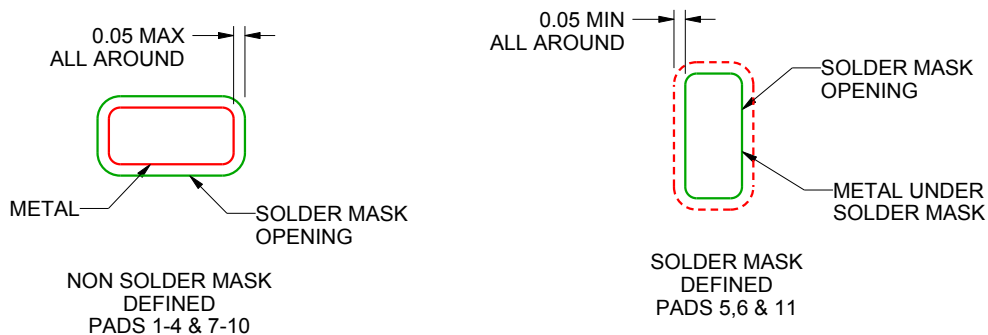 0.05 MAX
ALL AROUND
METAL
SOLDER MASK
OPENING
NON SOLDER MASK
DEFINED
PADS 1-4 & 7-10
0.05 MIN
ALL AROUND
SOLDER MASK
OPENING
METAL UNDER
SOLDER MASK
SOLDER MASK
DEFINED
PADS 5,6 & 11